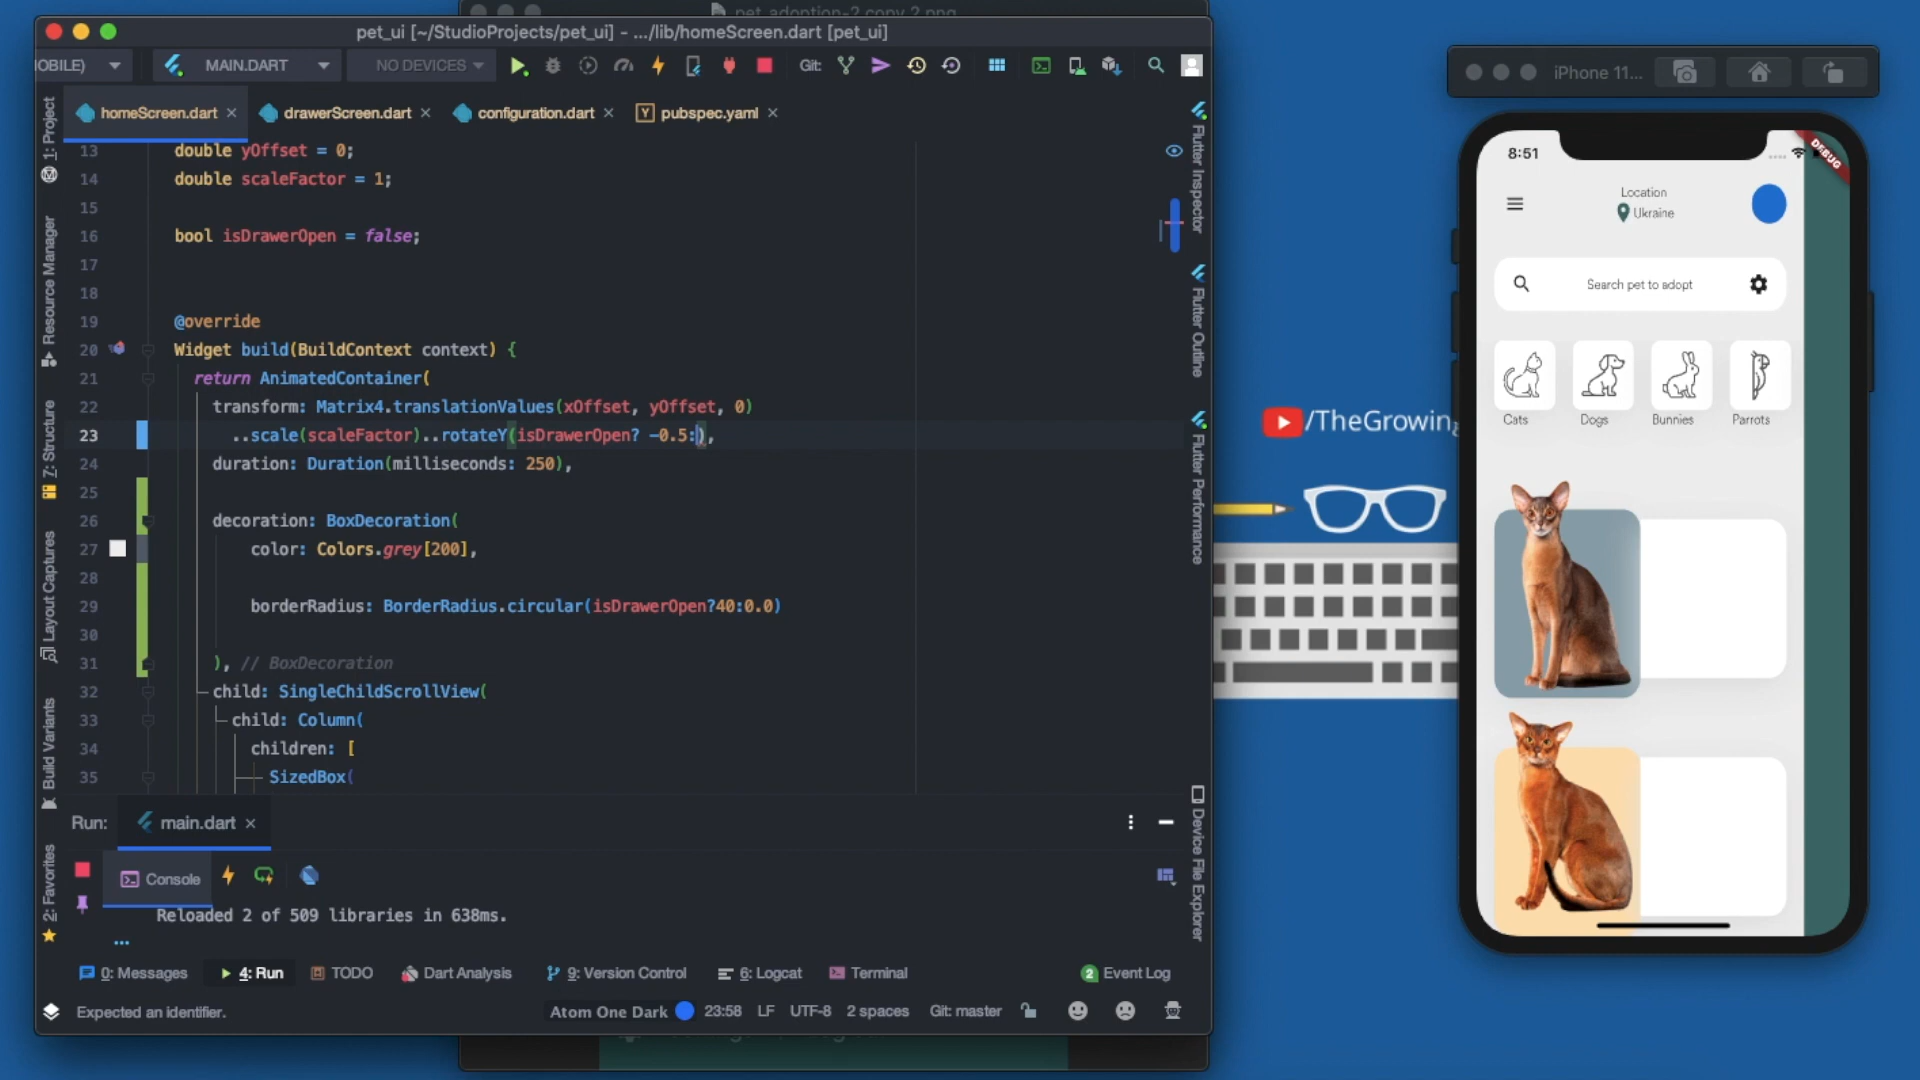 pet_adoption-2 copy 2.png
pet_ui [~/StudioProjects/pet_ui] - .../lib/homeScreen.dart [pet_ui]
OBILE)
MAIN.DART
NO DEVICES
Git:
homeScreen.dart
drawerScreen.dart
configuration.dart
Y pubspec.yaml
1: Project
Resource Manager
7: Structure
Layout Captures
Build Variants
2: Favorites
13 double yOffset = 0;
14 double scaleFactor = 1;
15
16 bool isDrawerOpen = false;
17
18
19 @override
20 Widget build(BuildContext context) {
21 return AnimatedContainer(
22 transform: Matrix4.translationValues(xOffset, yOffset, 0)
23 ..scale(scaleFactor)..rotateY(isDrawerOpen? -0.5:),
24 duration: Duration(milliseconds: 250),
25
26 decoration: BoxDecoration(
27 color: Colors.grey[200],
28
29 borderRadius: BorderRadius.circular(isDrawerOpen?40:0.0)
30
31 ), // BoxDecoration
32 child: SingleChildScrollView(
33 child: Column(
34 children: [
35 SizedBox(
Flutter Inspector
Flutter Outline
Flutter Performance
Device File Explorer
Run: main.dart
Console
Reloaded 2 of 509 libraries in 638ms.
0: Messages
4: Run
TODO
Dart Analysis
9: Version Control
6: Logcat
Terminal
2 Event Log
Expected an identifier.
Atom One Dark
23:58
LF
UTF-8
2 spaces
Git: master
/TheGrowing
iPhone 11...
8:51
DEBUG
Location
Ukraine
Search pet to adopt
Cats
Dogs
Bunnies
Parrots